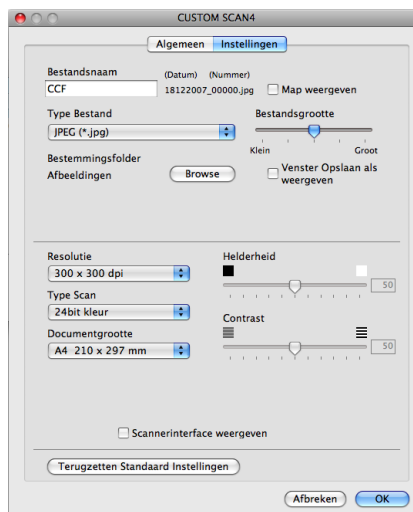 CUSTOM SCAN4
Algemeen Instellingen
Bestandsnaam (Datum) (Nummer)
CCF 18122007_00000.jpg Map weergeven
Type Bestand Bestandsgrootte
JPEG (*.jpg)
Klein Groot
Bestemmingsfolder
Afbeeldingen Browse Venster Opslaan als
weergeven
Resolutie Helderheid
300 x 300 dpi
50
Type Scan
24bit kleur
Contrast
Documentgrootte
A4 210 x 297 mm 50
Scannerinterface weergeven
Terugzetten Standaard Instellingen
Afbreken OK